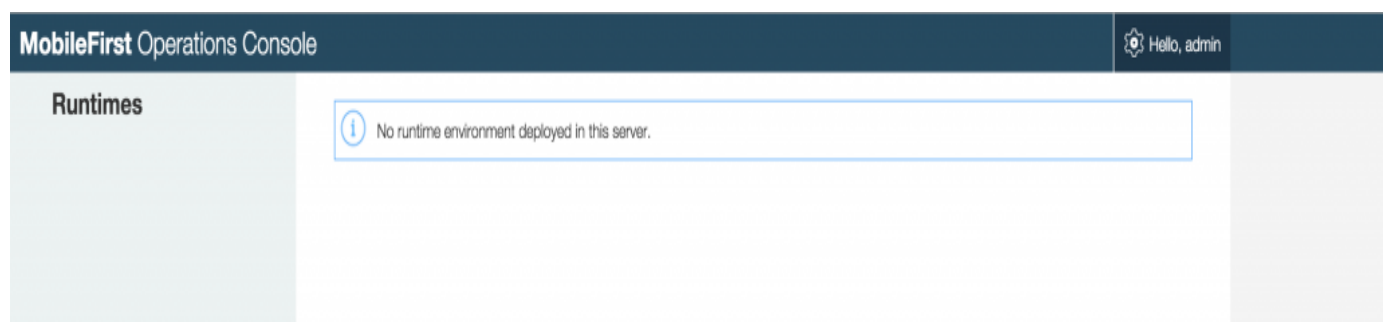 MobileFirst Operations Console
Hello, admin
Runtimes
i No runtime environment deployed in this server.